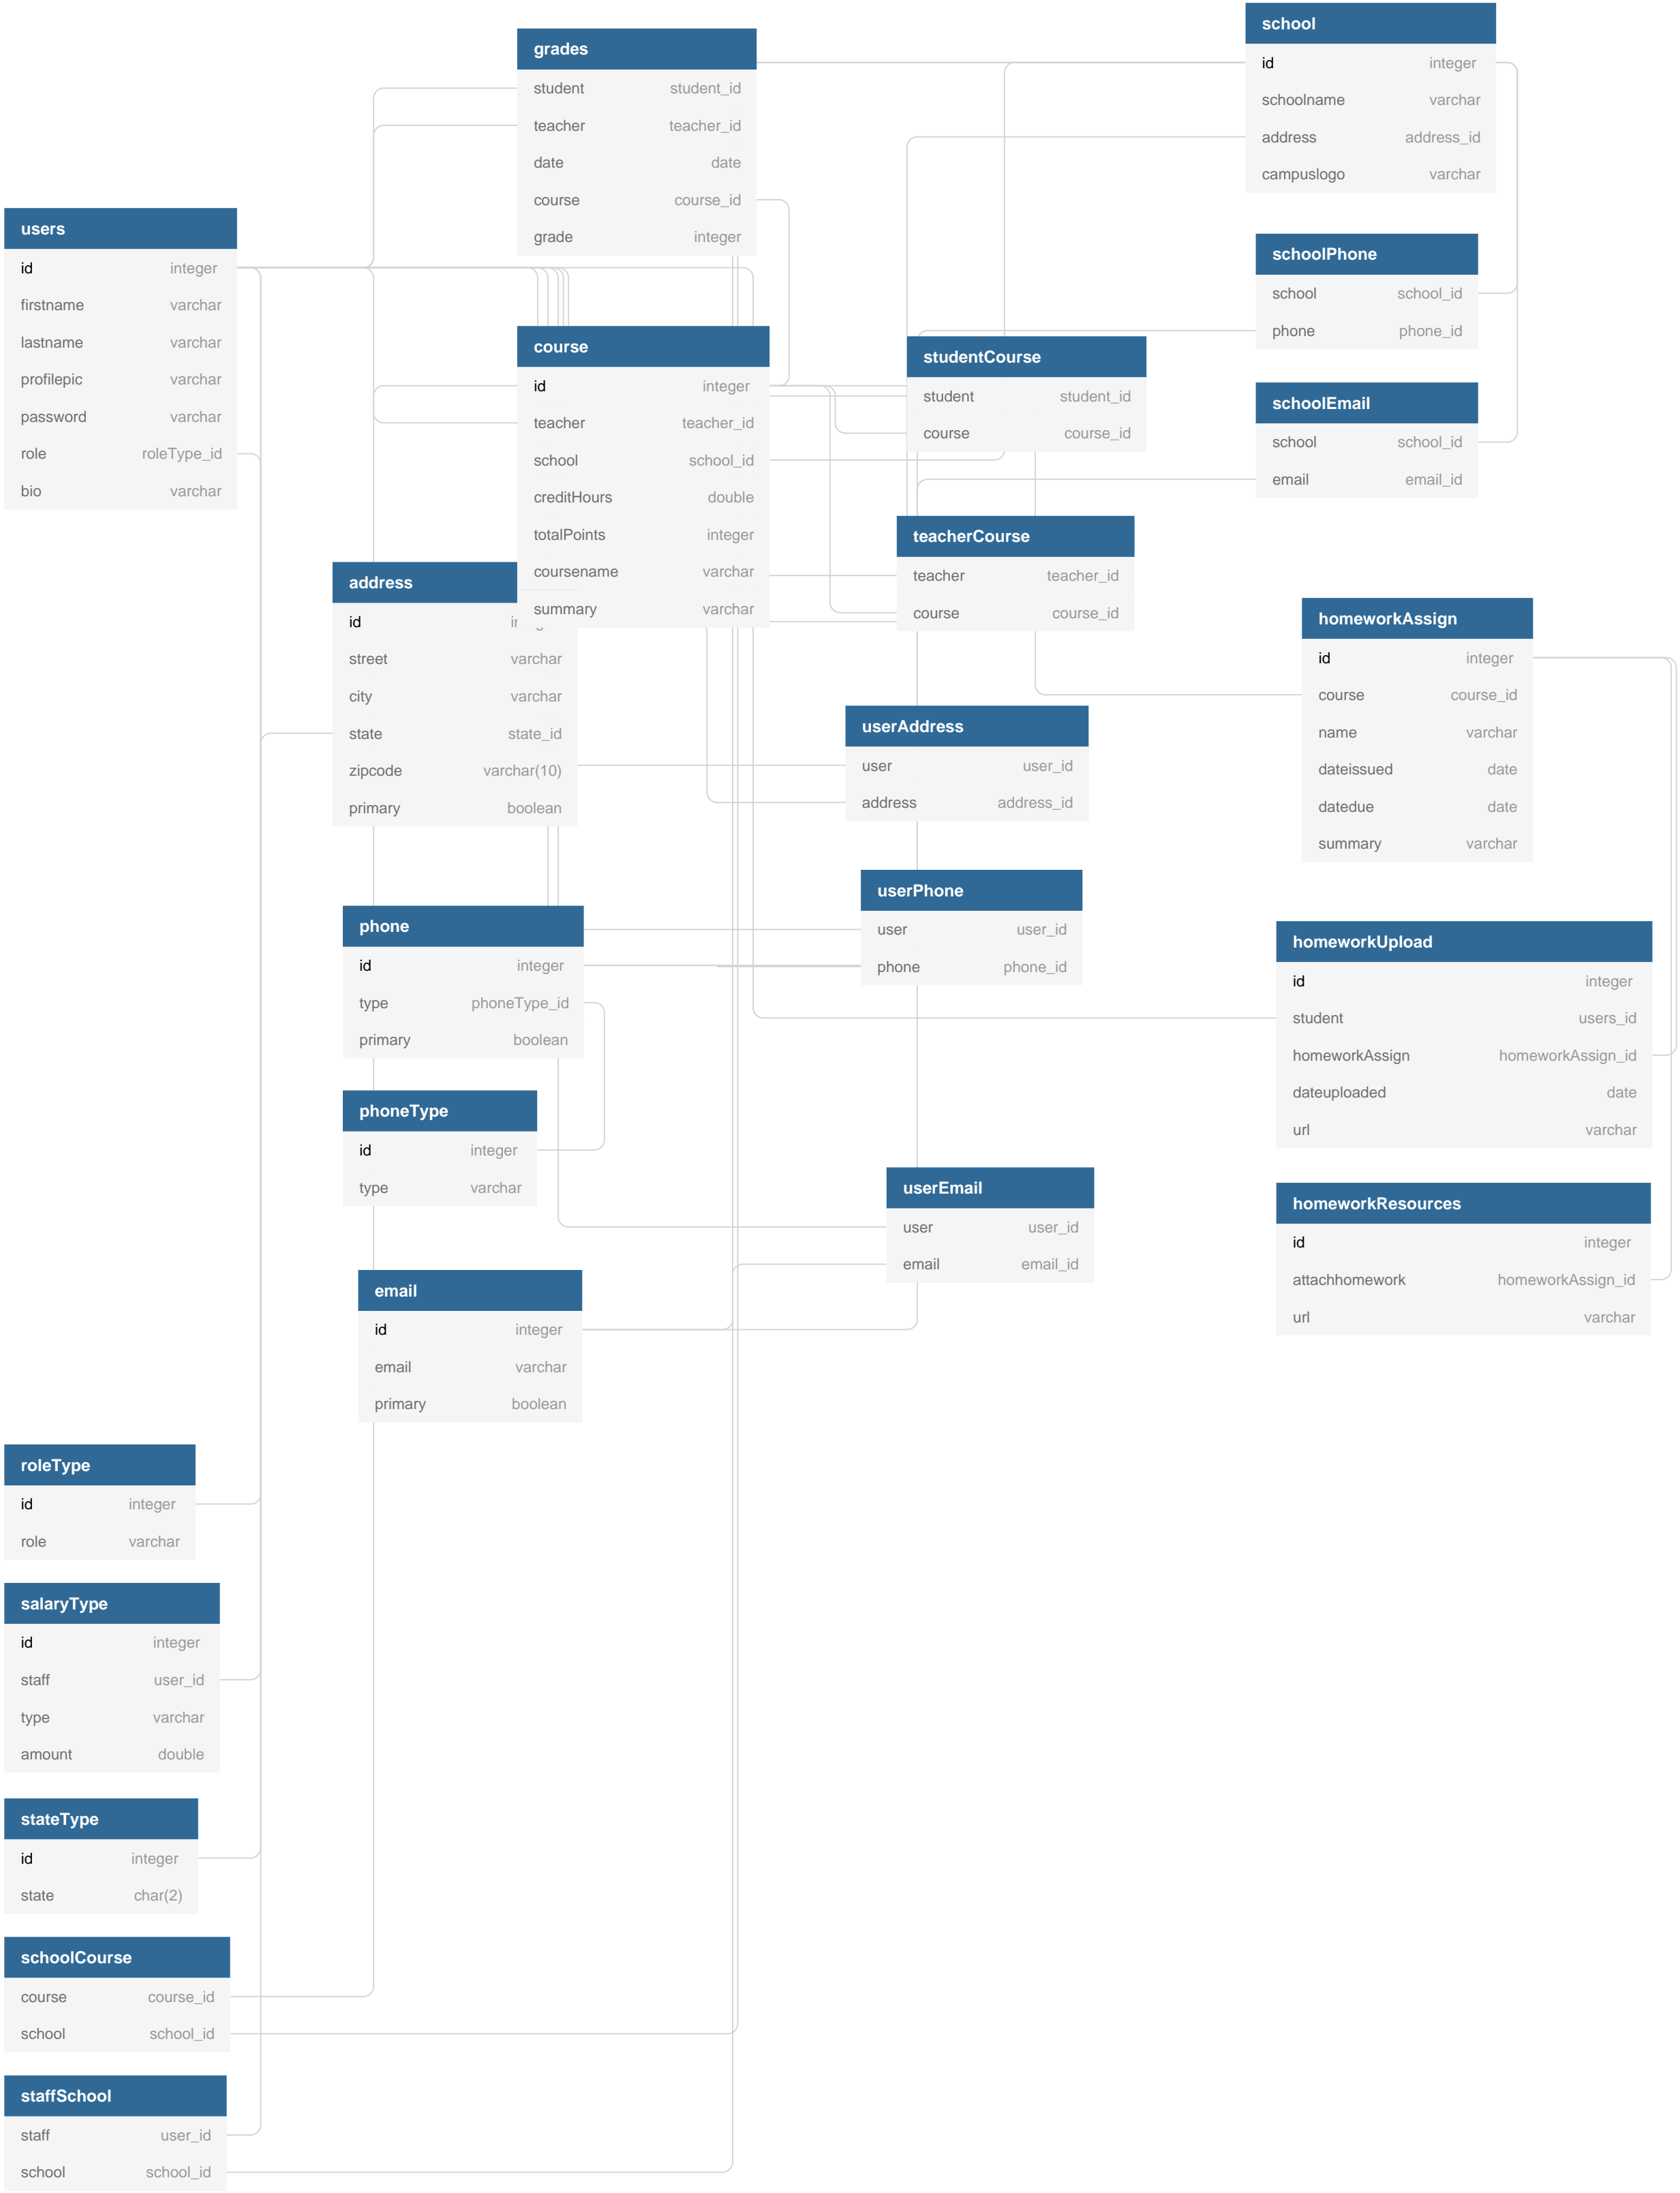 school
id integer
schoolname varchar
address address_id
campuslogo varchar
grades
student student_id
teacher teacher_id
date date
course course_id
grade integer
users
id integer
firstname varchar
lastname varchar
profilepic varchar
password varchar
role roleType_id
bio varchar
schoolPhone
school school_id
phone phone_id
course
id integer
teacher teacher_id
school school_id
creditHours double
totalPoints integer
coursename varchar
summary varchar
studentCourse
student student_id
course course_id
schoolEmail
school school_id
email email_id
teacherCourse
teacher teacher_id
course course_id
address
id
street varchar
city varchar
state state_id
zipcode varchar(10)
primary boolean
homeworkAssign
id integer
course course_id
name varchar
dateissued date
datedue date
summary varchar
userAddress
user user_id
address address_id
userPhone
user user_id
phone phone_id
phone
id integer
type phoneType_id
primary boolean
homeworkUpload
id integer
student users_id
homeworkAssign homeworkAssign_id
dateuploaded date
url varchar
phoneType
id integer
type varchar
userEmail
user user_id
email email_id
homeworkResources
id integer
attachhomework homeworkAssign_id
url varchar
email
id integer
email varchar
primary boolean
roleType
id integer
role varchar
salaryType
id integer
staff user_id
type varchar
amount double
stateType
id integer
state char(2)
schoolCourse
course course_id
school school_id
staffSchool
staff user_id
school school_id